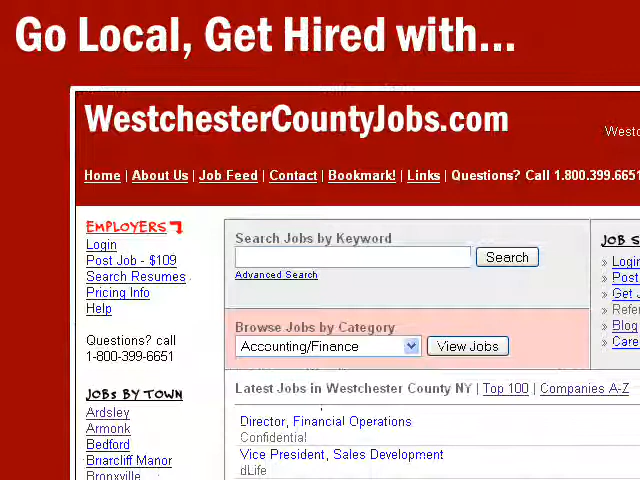 Go Local, Get Hired with...
WestchesterCountyJobs.com
Home | About Us | Job Feed | Contact | Bookmark! | Links | Questions? Call 1.800.399.6651
EMPLOYERS
Login
Post Job - $109
Search Resumes
Pricing Info
Help
Questions? call
1-800-399-6651
JOBS BY TOWN
Ardsley
Armonk
Bedford
Briarcliff Manor
Bronxville
Search Jobs by Keyword
Search
Advanced Search
Browse Jobs by Category
Accounting/Finance
View Jobs
Latest Jobs in Westchester County NY | Top 100 | Companies A-Z
Director, Financial Operations
Confidential
Vice President, Sales Development
dLife
JOB S
» Login
» Post
» Get J
» Refer
» Blog
» Care